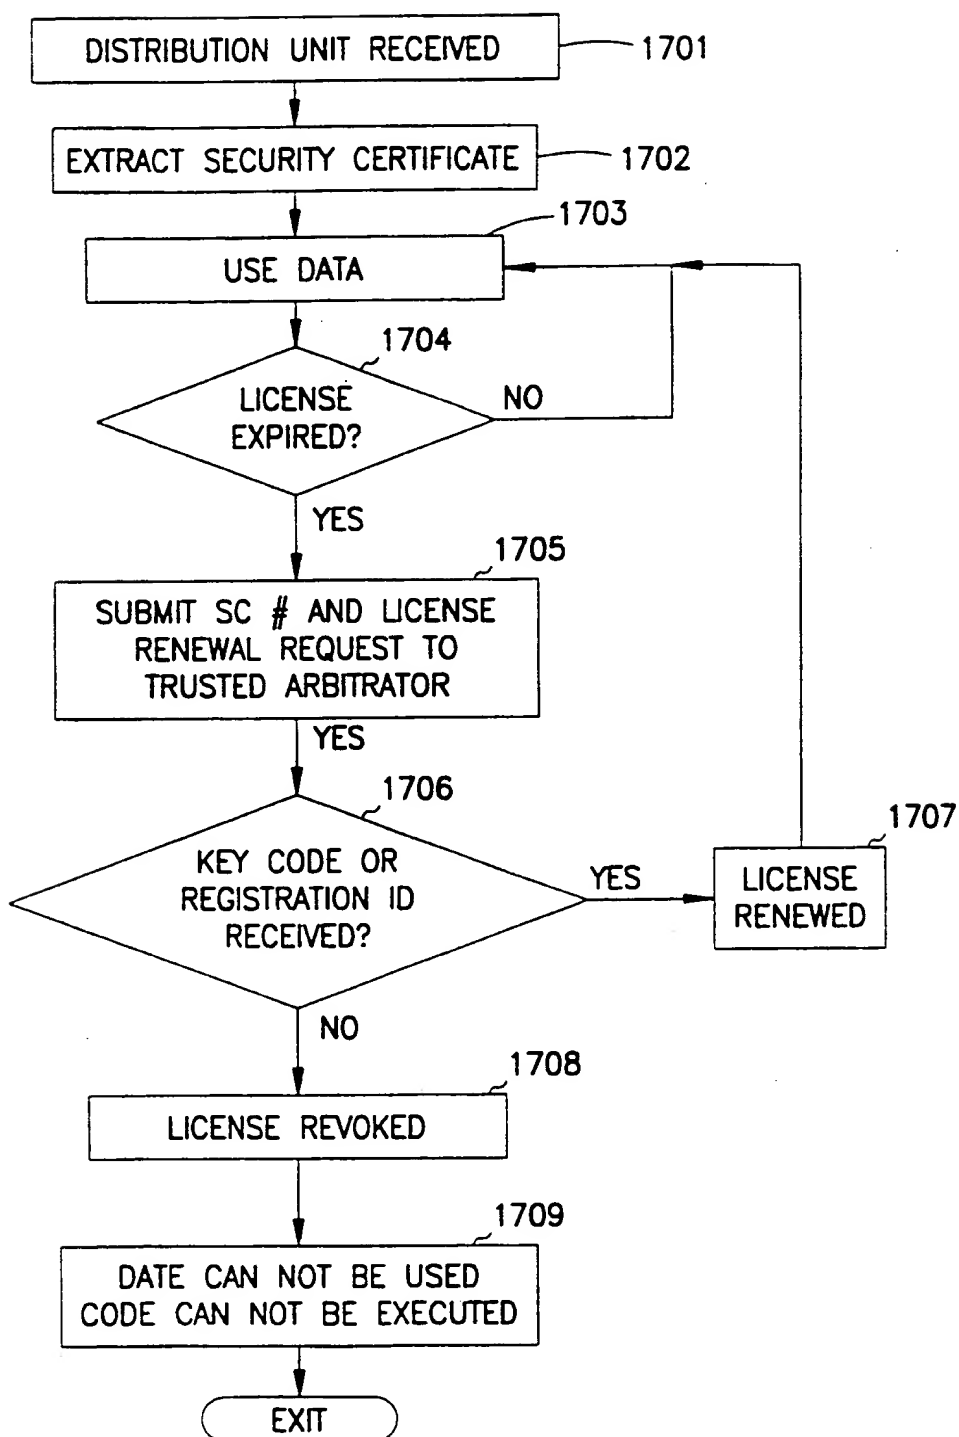 DISTRIBUTION UNIT RECEIVED
1701
EXTRACT SECURITY CERTIFICATE
1702
1703
USE DATA
1704
LICENSE
EXPIRED?
NO
YES
1705
SUBMIT SC # AND LICENSE
RENEWAL REQUEST TO
TRUSTED ARBITRATOR
YES
1706
KEY CODE OR
REGISTRATION ID
RECEIVED?
YES
1707
LICENSE
RENEWED
NO
1708
LICENSE REVOKED
1709
DATE CAN NOT BE USED
CODE CAN NOT BE EXECUTED
EXIT